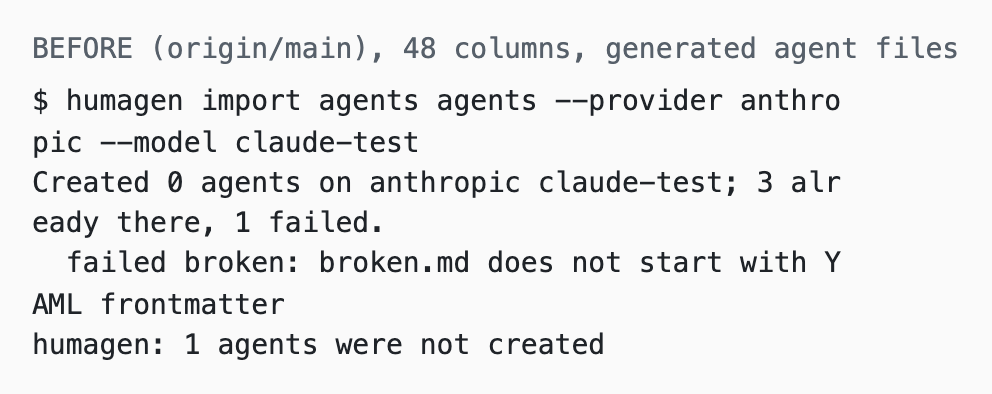 BEFORE (origin/main), 48 columns, generated agent files
$ humagen import agents agents --provider anthro
pic --model claude-test
Created 0 agents on anthropic claude-test; 3 alr
eady there, 1 failed.
  failed broken: broken.md does not start with Y
AML frontmatter
humagen: 1 agents were not created